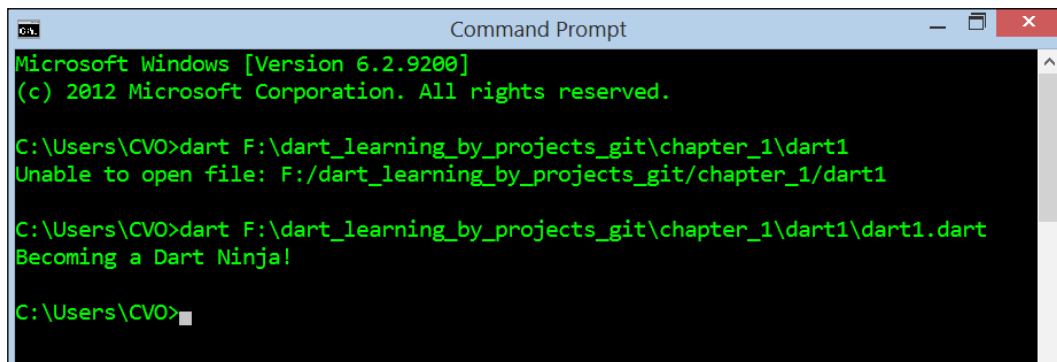 Command Prompt
Microsoft Windows [Version 6.2.9200]
(c) 2012 Microsoft Corporation. All rights reserved.
C:\Users\CVO>dart F:\dart_learning_by_projects_git\chapter_1\dart1
Unable to open file: F:/dart_learning_by_projects_git/chapter_1/dart1
C:\Users\CVO>dart F:\dart_learning_by_projects_git\chapter_1\dart1\dart1.dart
Becoming a Dart Ninja!
C:\Users\CVO>